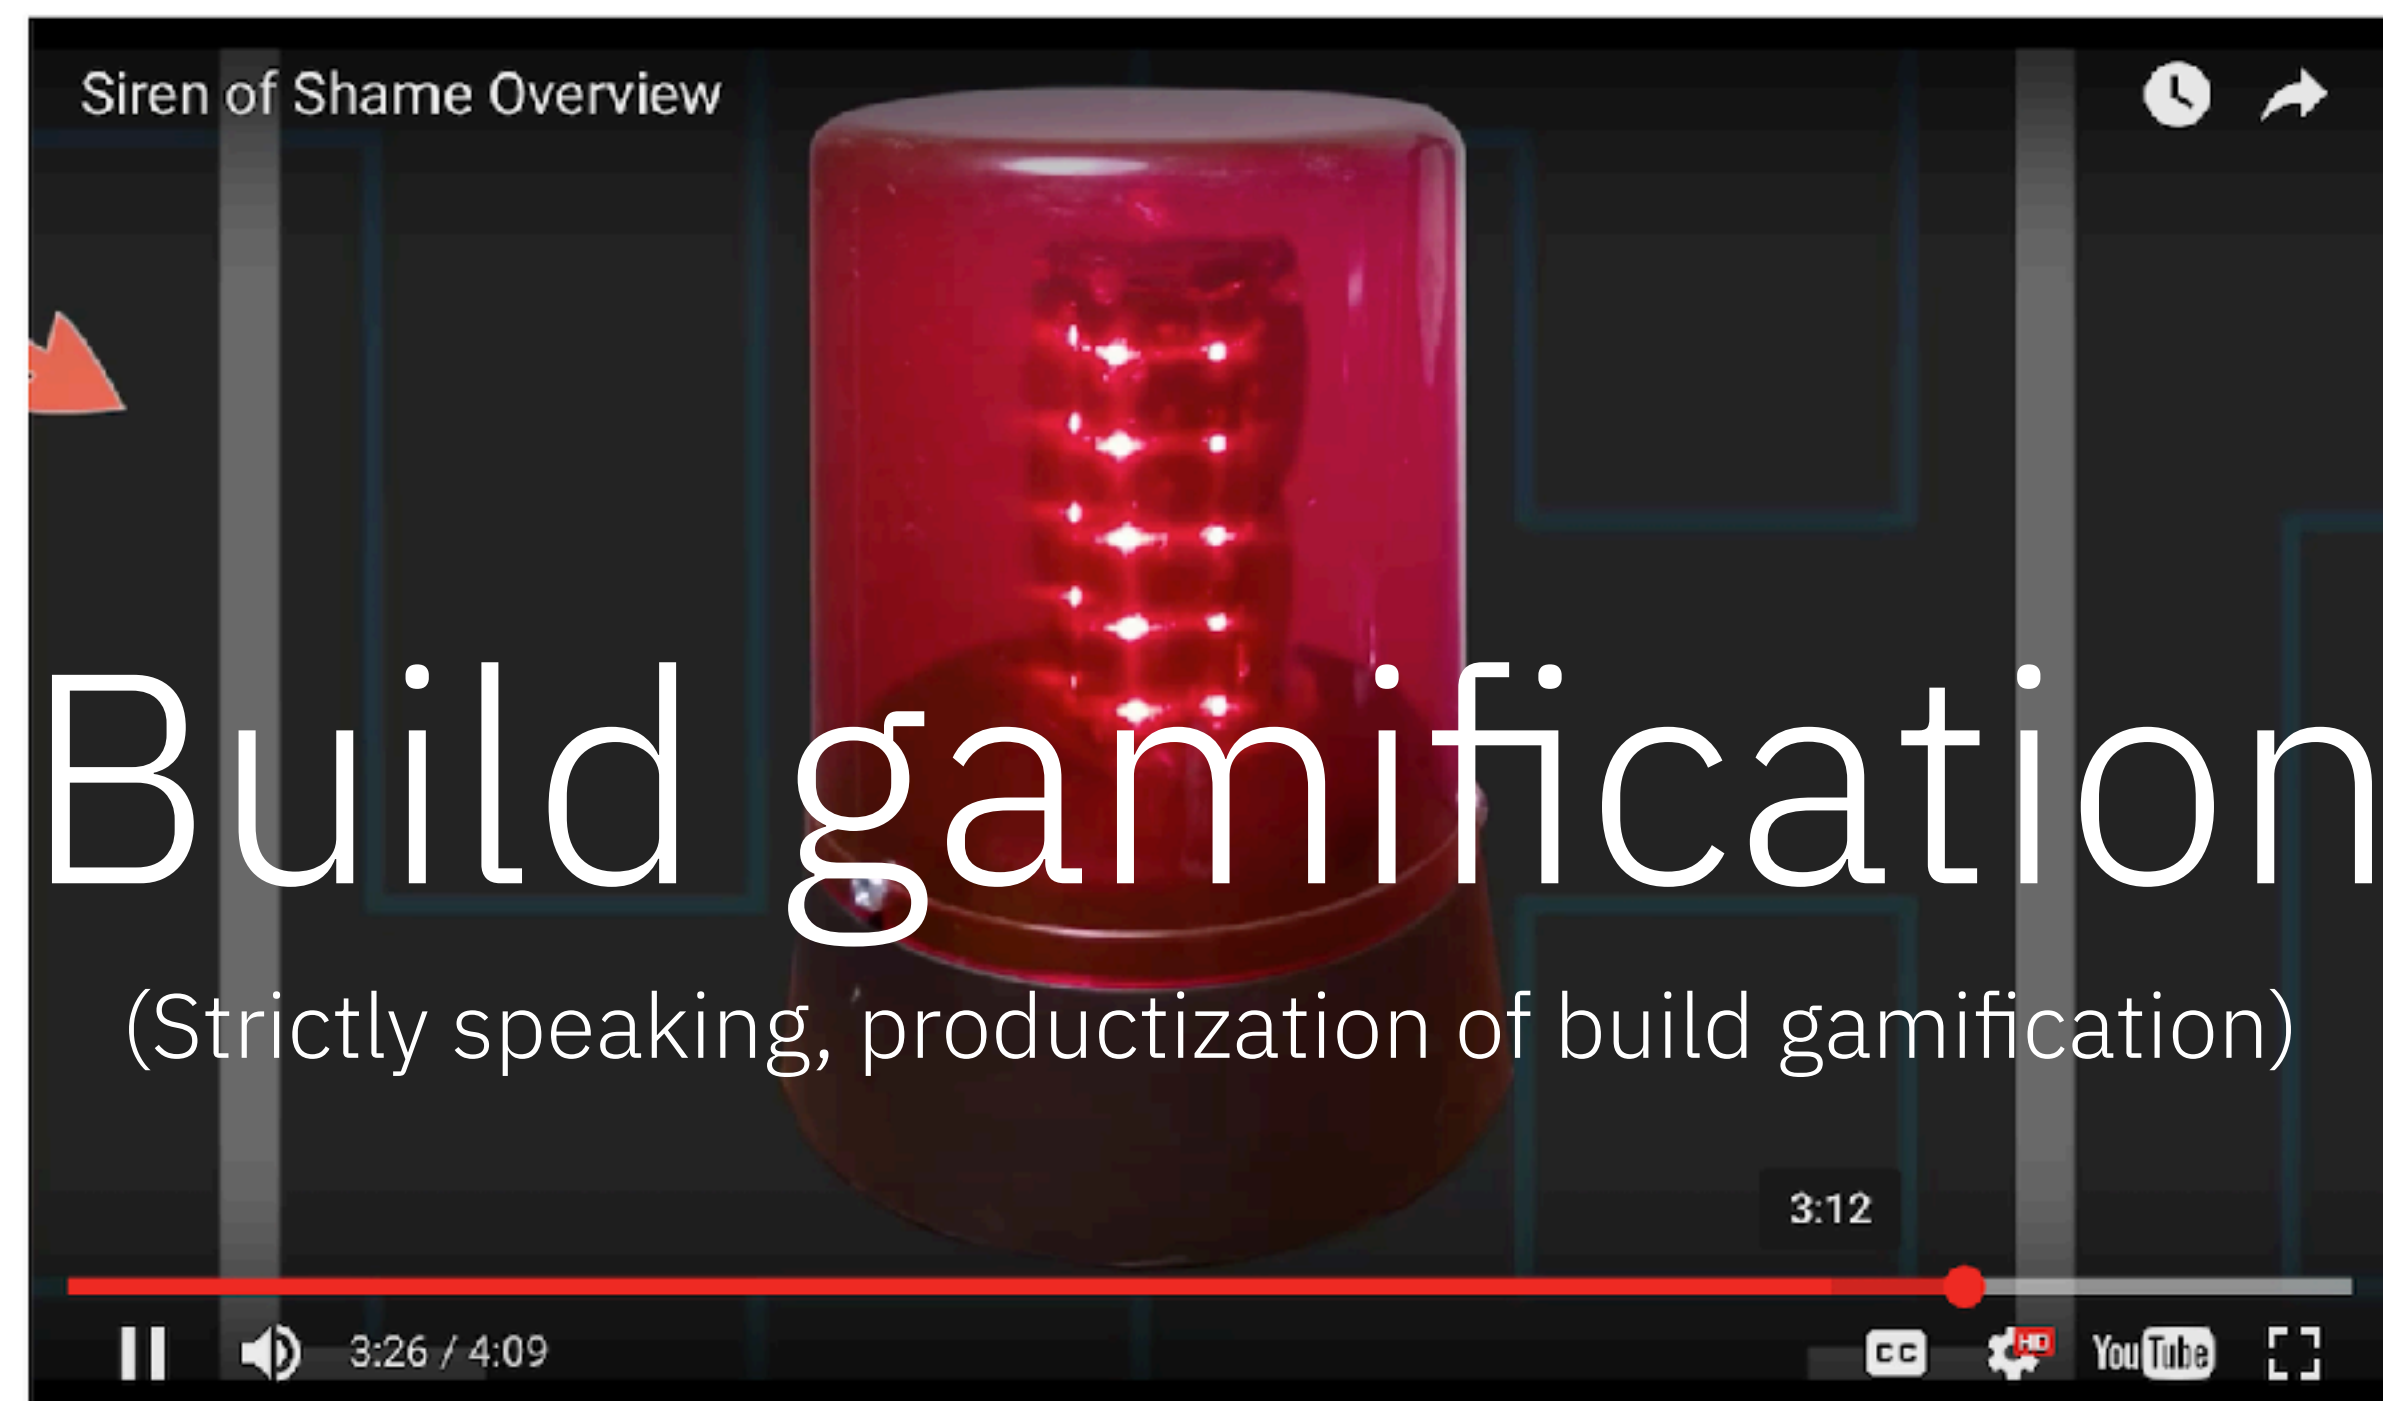 Siren of Shame Overview
Build gamification
(Strictly speaking, productization of build gamification)
3:12
3:26 / 4:09
CC
HD
YouTube